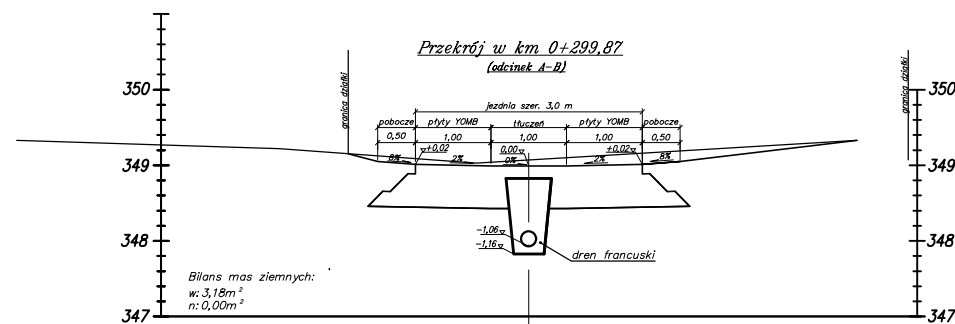 Przekrój w km 0+299,87
(odcinek A-B)
granica działki
granica działki
350
350
jezdnia szer. 3,0 m
pobocze płyty YOMB tłuczeń płyty YOMB pobocze
0,50 1,00 1,00 1,00 0,50
+0,02 0,00 +0,02
8% 2% 0% 2% 8%
349
349
-1,06
348
348
-1,16
dren francuski
Bilans mas ziemnych:
w: 3,18m²
n: 0,00m²
347
347